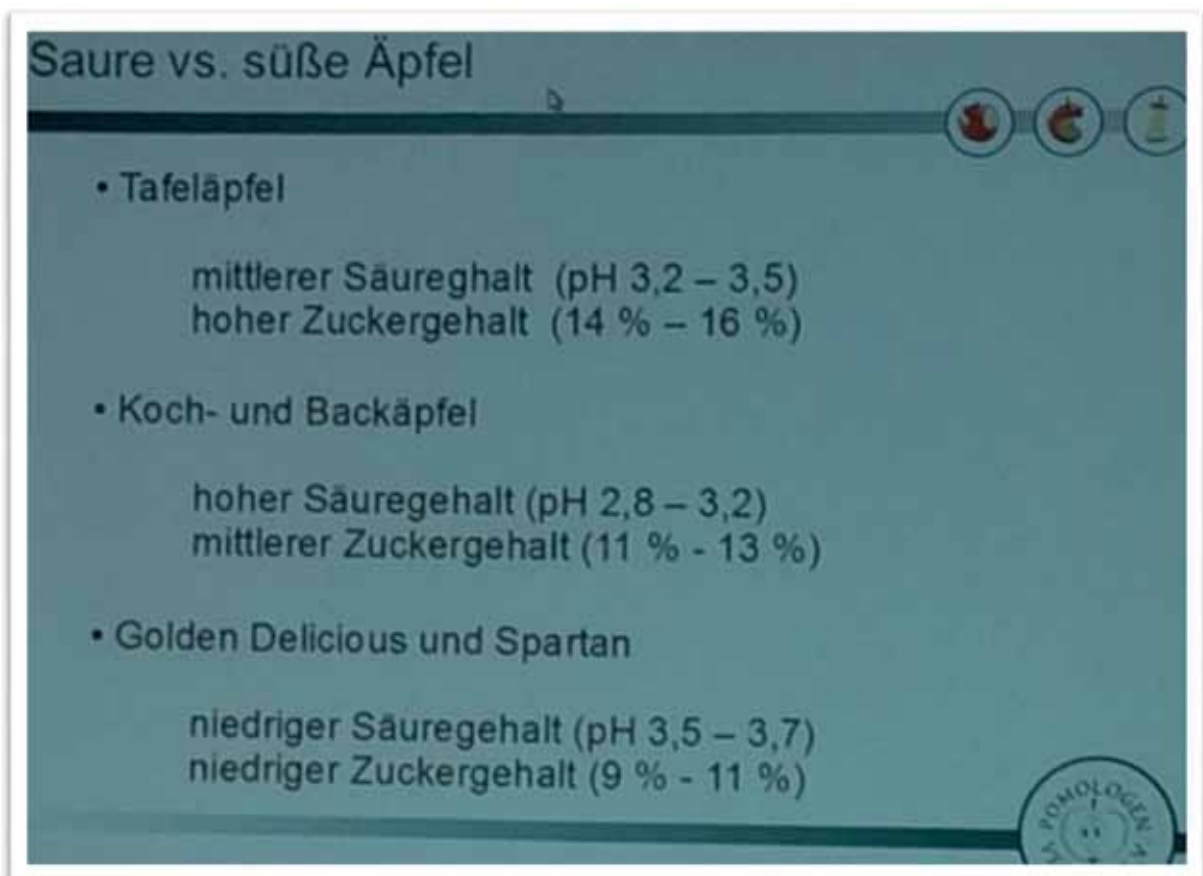 Saure vs. süße Äpfel
• Tafeläpfel
mittlerer Säureghalt (pH 3,2 – 3,5)
hoher Zuckergehalt (14 % – 16 %)
• Koch- und Backäpfel
hoher Säuregehalt (pH 2,8 – 3,2)
mittlerer Zuckergehalt (11 % - 13 %)
• Golden Delicious und Spartan
niedriger Säuregehalt (pH 3,5 – 3,7)
niedriger Zuckergehalt (9 % - 11 %)
POMOLOGEN